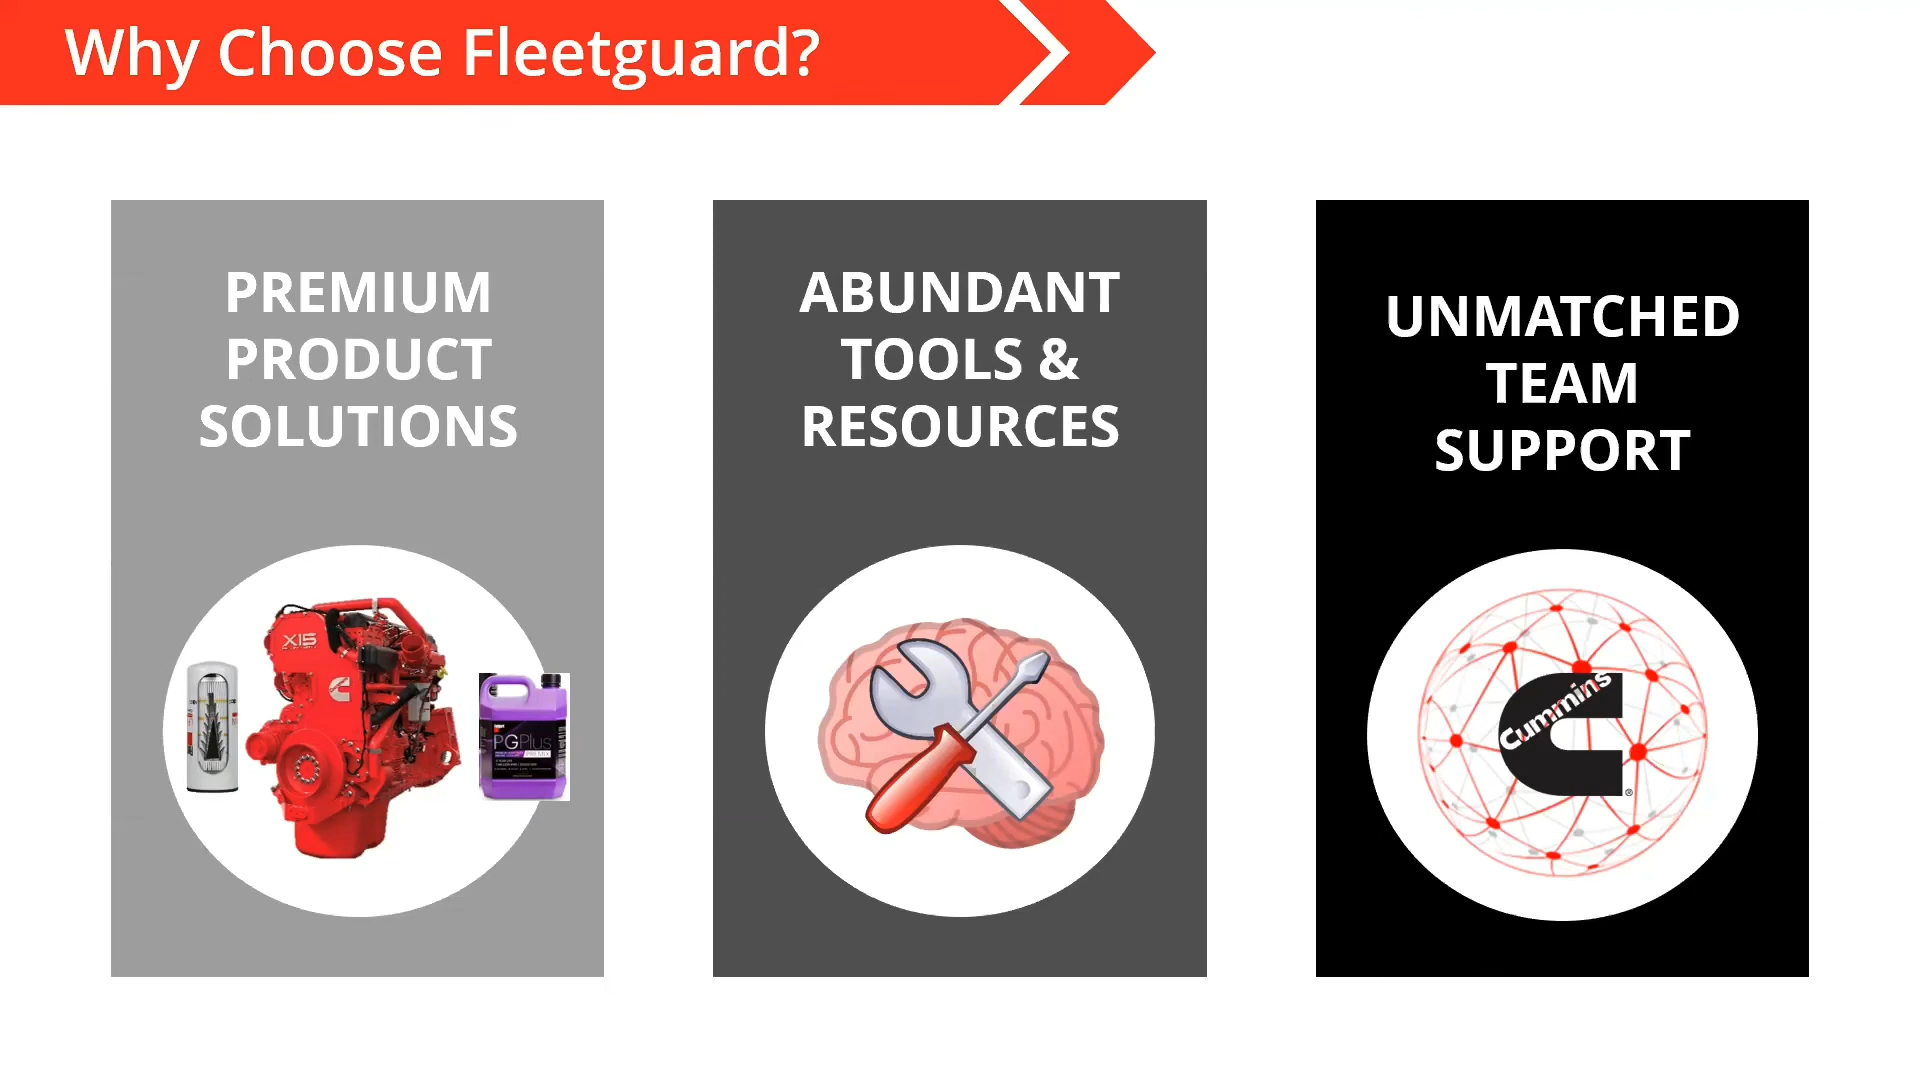 Why Choose Fleetguard?
PREMIUM
PRODUCT
SOLUTIONS
X15
PGPlus
ABUNDANT
TOOLS &
RESOURCES
UNMATCHED
TEAM
SUPPORT
Cummins
®